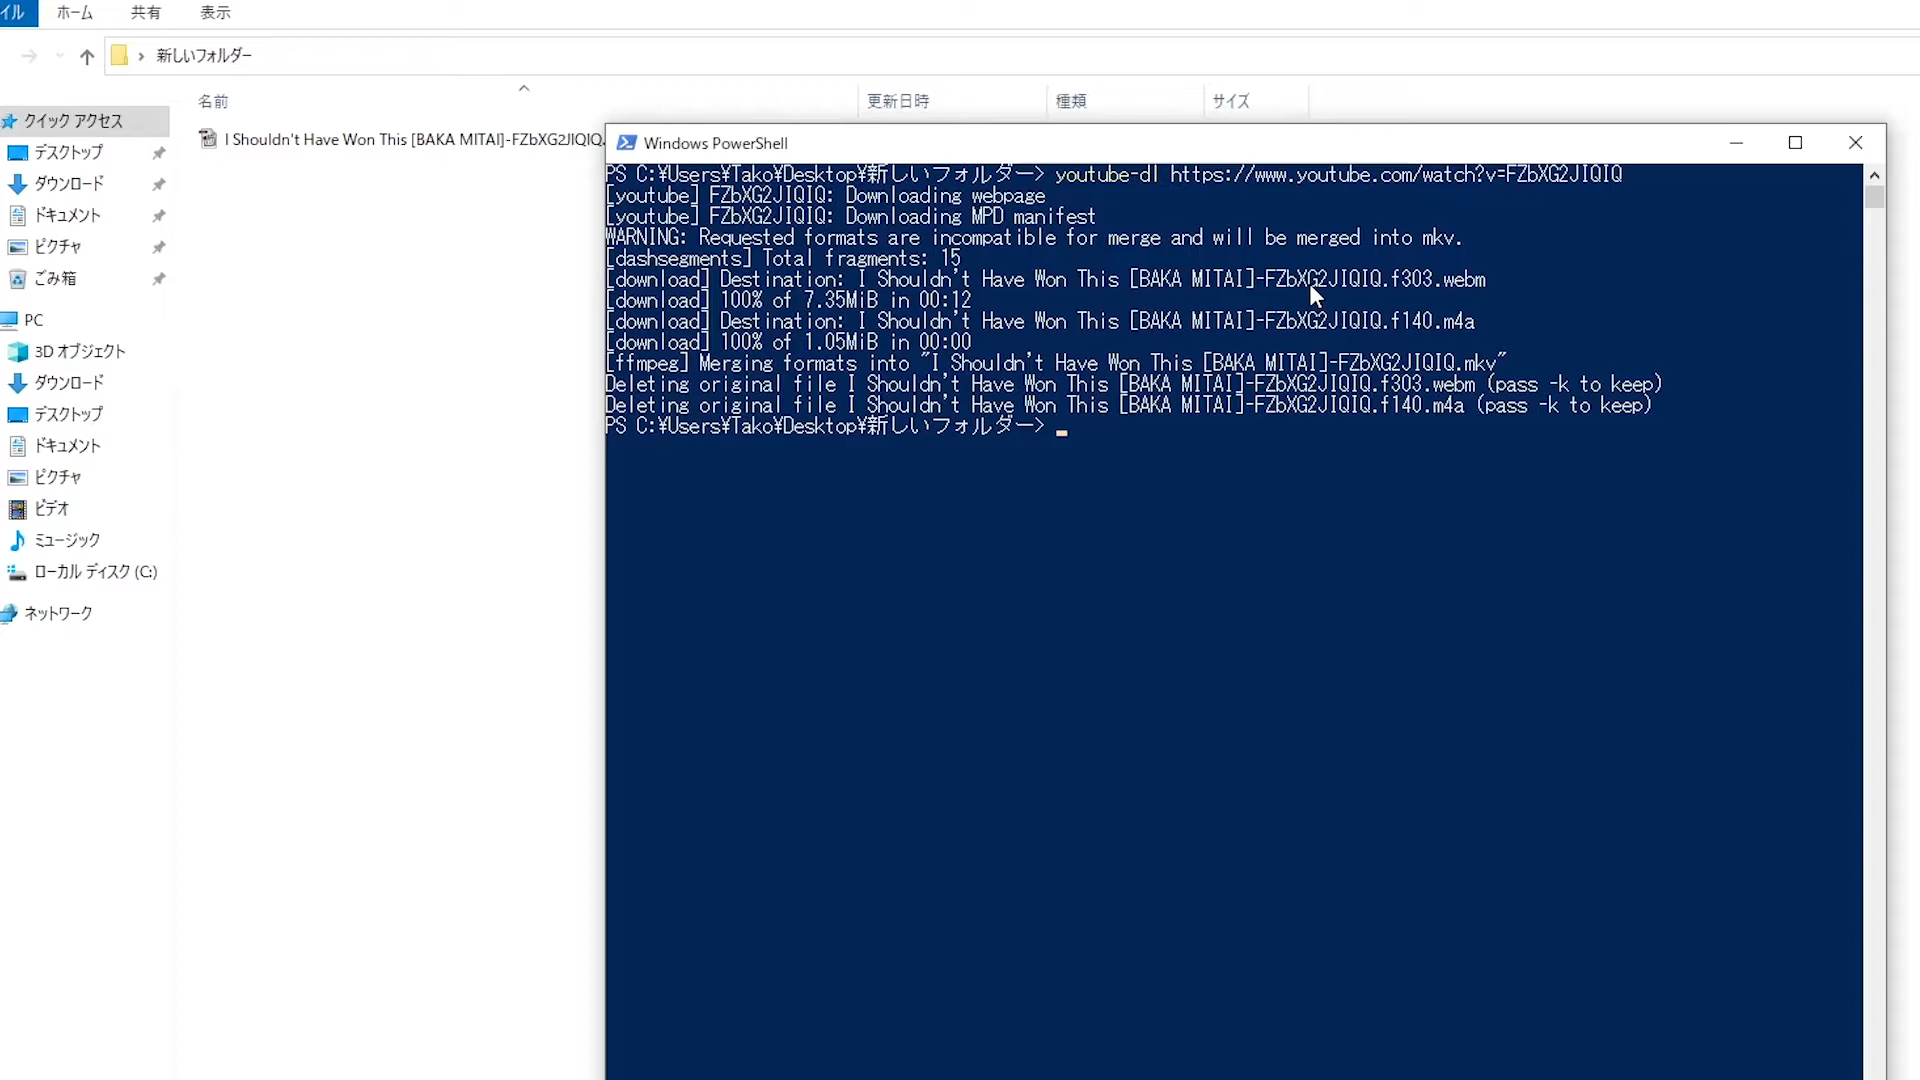 イル ホーム 共有 表示
新しいフォルダー
名前 更新日時 種類 サイズ
クイック アクセス
デスクトップ
ダウンロード
ドキュメント
ピクチャ
ごみ箱
PC
3D オブジェクト
ダウンロード
デスクトップ
ドキュメント
ピクチャ
ビデオ
ミュージック
ローカル ディスク (C:)
ネットワーク
I Shouldn't Have Won This [BAKA MITAI]-FZbXG2JIQIQ.
Windows PowerShell
PS C:¥Users¥Tako¥Desktop¥新しいフォルダー> youtube-dl https://www.youtube.com/watch?v=FZbXG2JIQIQ
[youtube] FZbXG2JIQIQ: Downloading webpage
[youtube] FZbXG2JIQIQ: Downloading MPD manifest
WARNING: Requested formats are incompatible for merge and will be merged into mkv.
[dashsegments] Total fragments: 15
[download] Destination: I Shouldn't Have Won This [BAKA MITAI]-FZbXG2JIQIQ.f303.webm
[download] 100% of 7.35MiB in 00:12
[download] Destination: I Shouldn't Have Won This [BAKA MITAI]-FZbXG2JIQIQ.f140.m4a
[download] 100% of 1.05MiB in 00:00
[ffmpeg] Merging formats into "I Shouldn't Have Won This [BAKA MITAI]-FZbXG2JIQIQ.mkv"
Deleting original file I Shouldn't Have Won This [BAKA MITAI]-FZbXG2JIQIQ.f303.webm (pass -k to keep)
Deleting original file I Shouldn't Have Won This [BAKA MITAI]-FZbXG2JIQIQ.f140.m4a (pass -k to keep)
PS C:¥Users¥Tako¥Desktop¥新しいフォルダー>